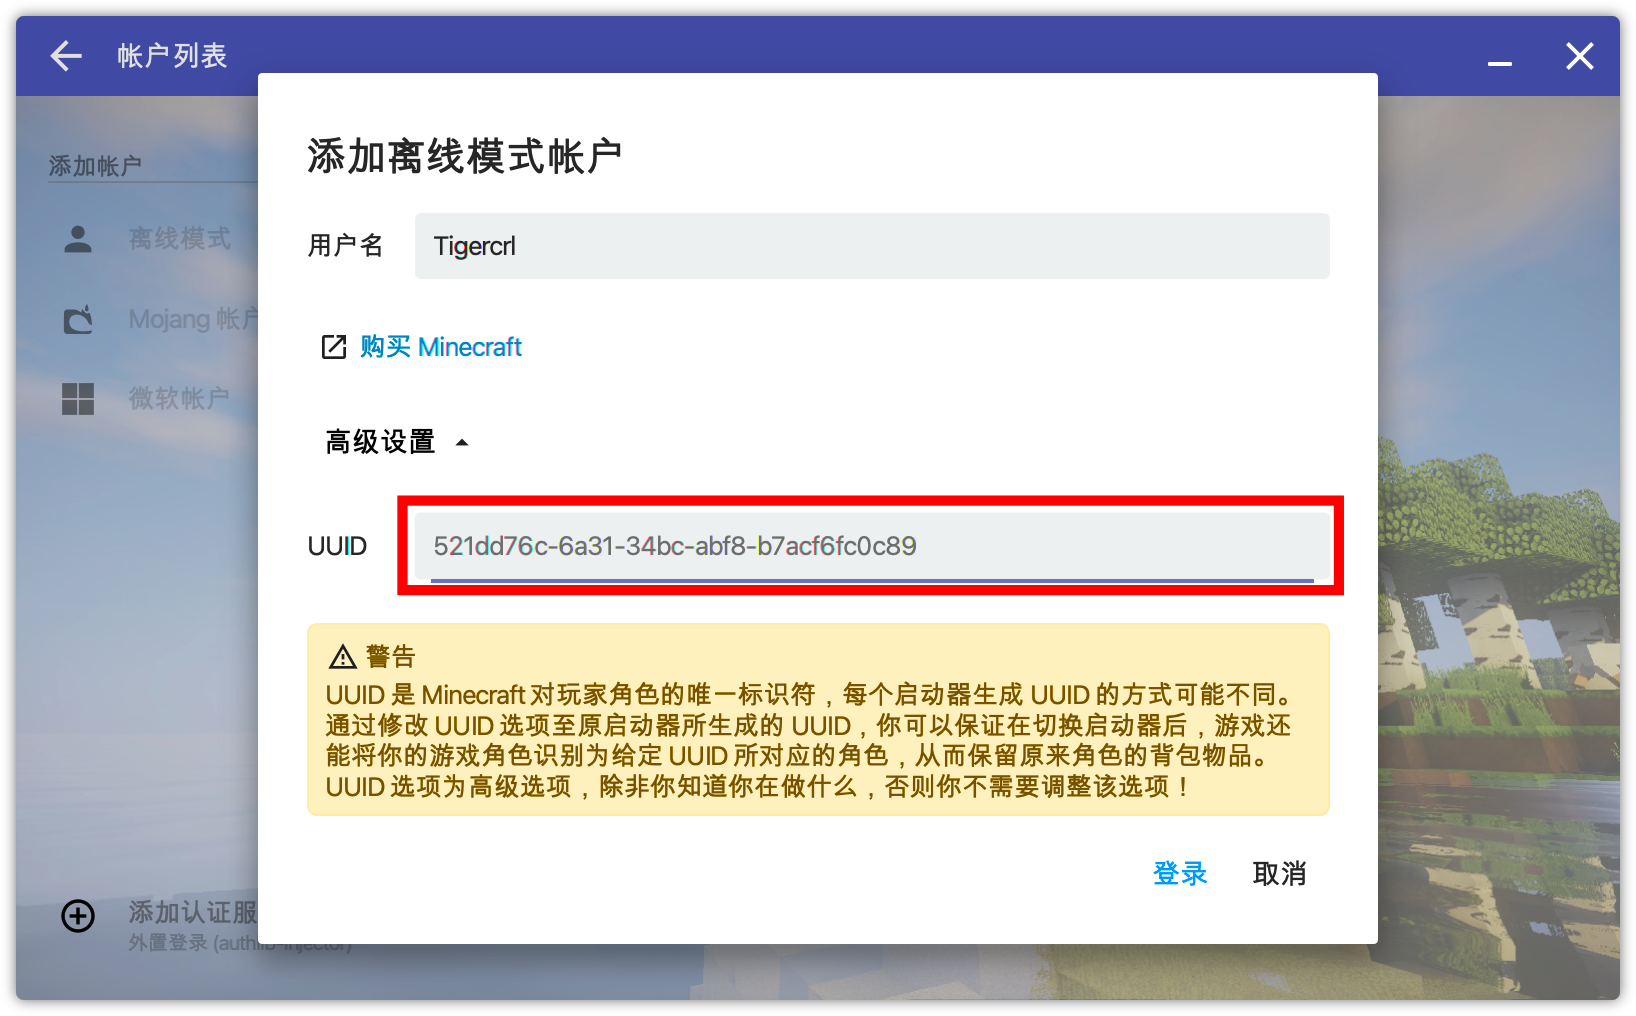 帐户列表
添加帐户
离线模式
Mojang 帐户
微软帐户
添加认证服
外置登录 (authlib-injector)
添加离线模式帐户
用户名
Tigercrl
购买 Minecraft
高级设置
UUID
521dd76c-6a31-34bc-abf8-b7acf6fc0c89
警告
UUID 是 Minecraft 对玩家角色的唯一标识符，每个启动器生成 UUID 的方式可能不同。
通过修改 UUID 选项至原启动器所生成的 UUID，你可以保证在切换启动器后，游戏还
能将你的游戏角色识别为给定 UUID 所对应的角色，从而保留原来角色的背包物品。
UUID 选项为高级选项，除非你知道你在做什么，否则你不需要调整该选项！
登录
取消